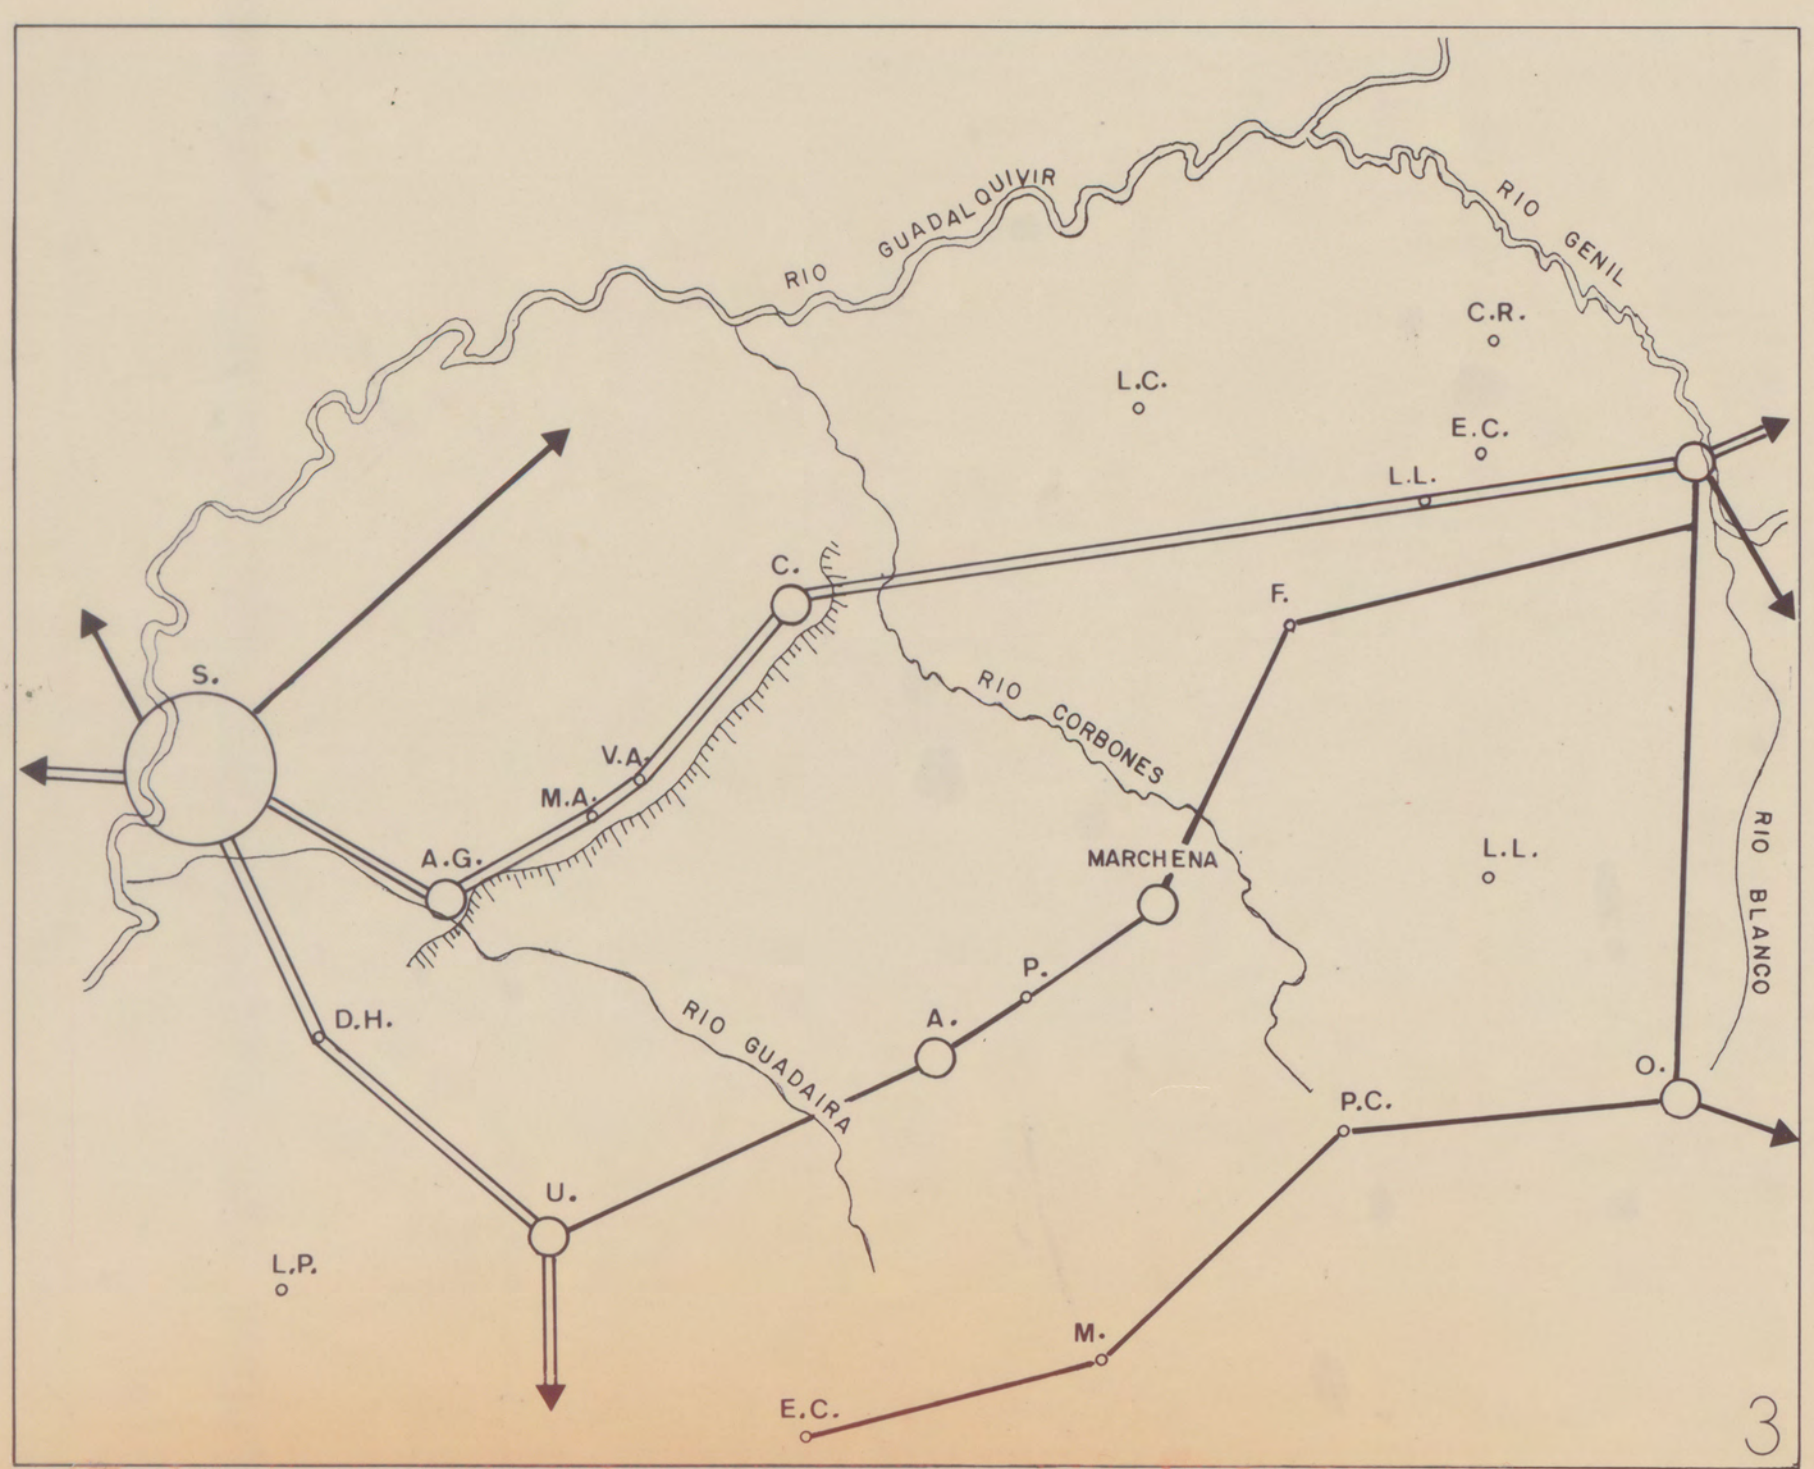 RIO GUADALQUIVIR
RIO GENIL
C.R.
L.C.
E.C.
L.L.
C.
F.
S.
RIO CORBONES
V.A.
M.A.
A.G.
MARCHENA
L.L.
RIO BLANCO
P.
D.H.
A.
RIO GUADAIRA
O.
P.C.
U.
L.P.
M.
E.C.
3